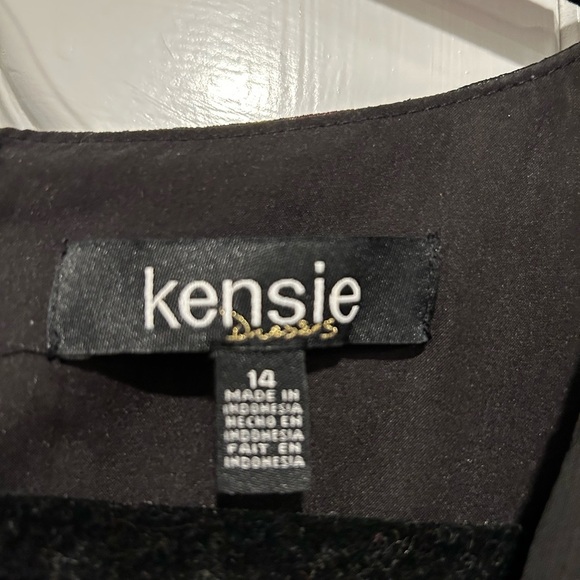 kensie
Dresses
14
MADE IN
INDONESIA
HECHO EN
INDONESIA
FAIT EN
INDONESIA